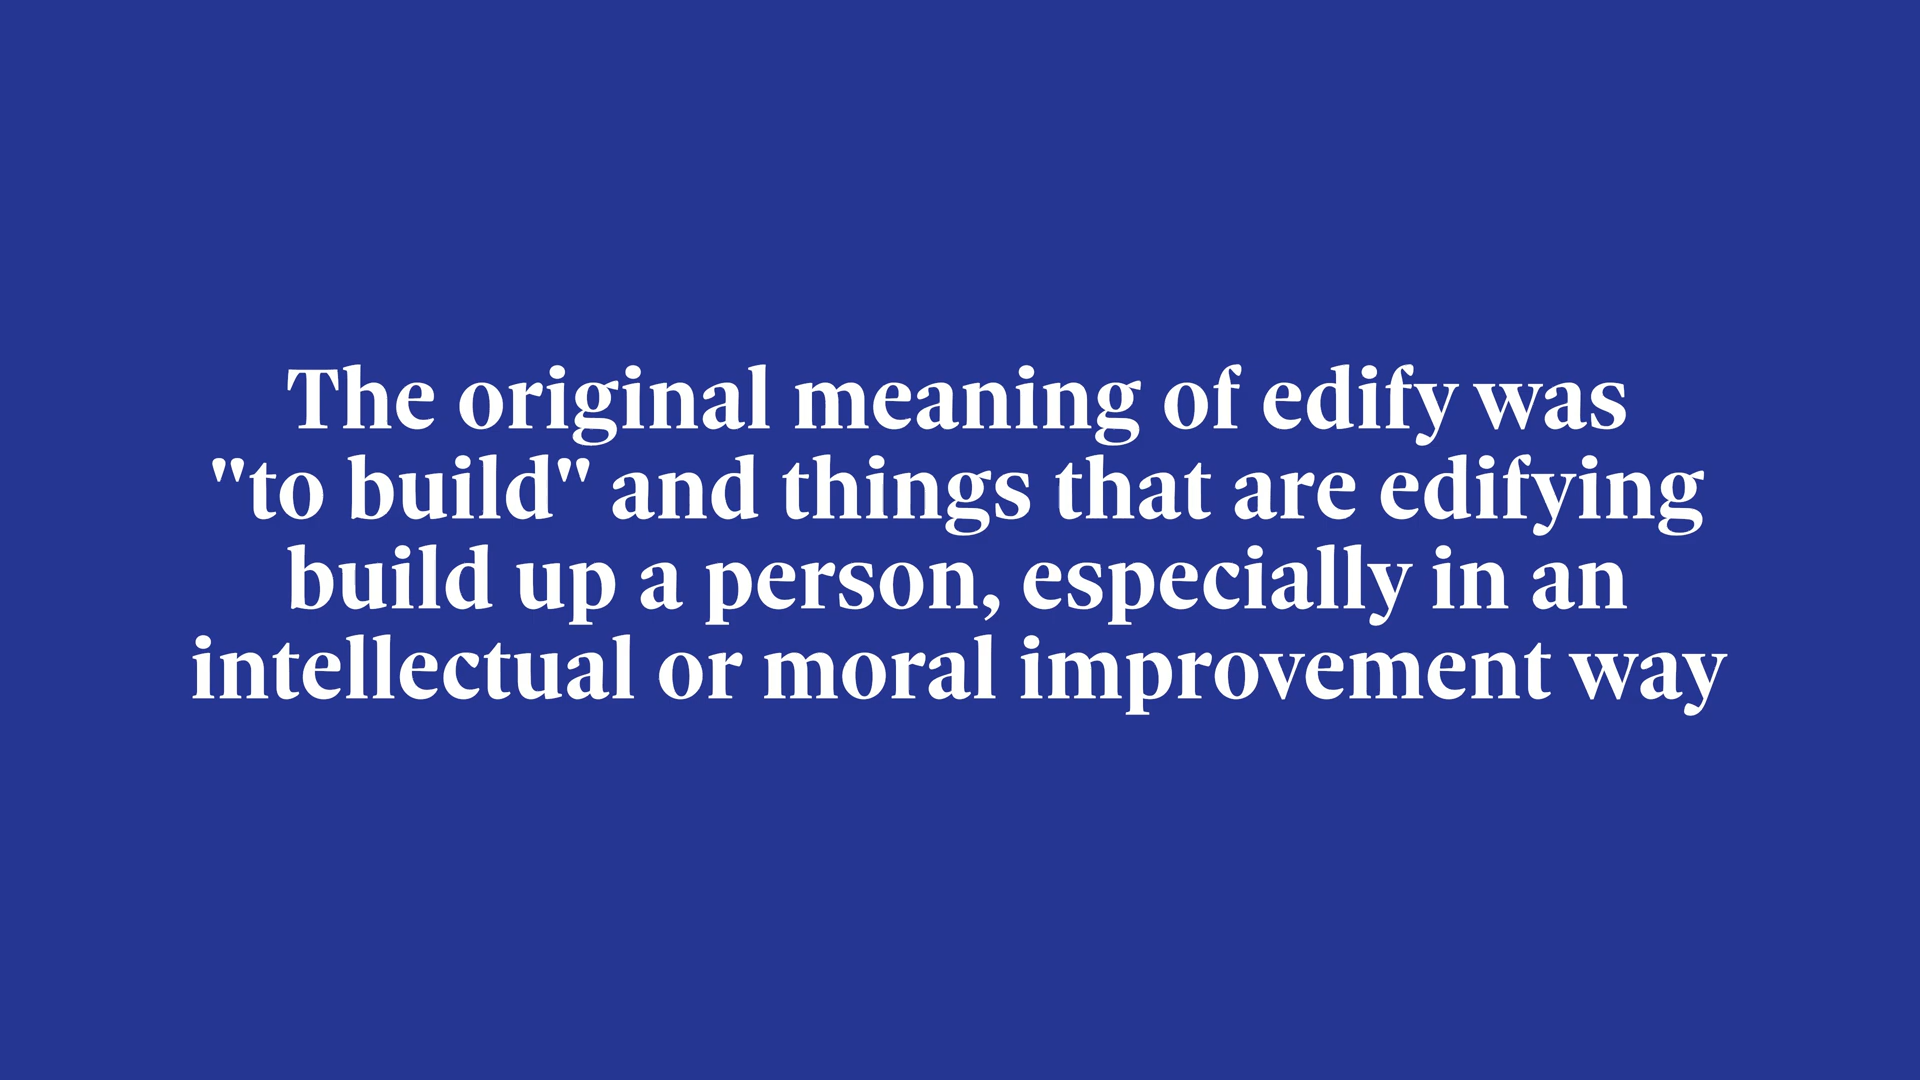 The original meaning of edify was
"to build" and things that are edifying
build up a person, especially in an
intellectual or moral improvement way